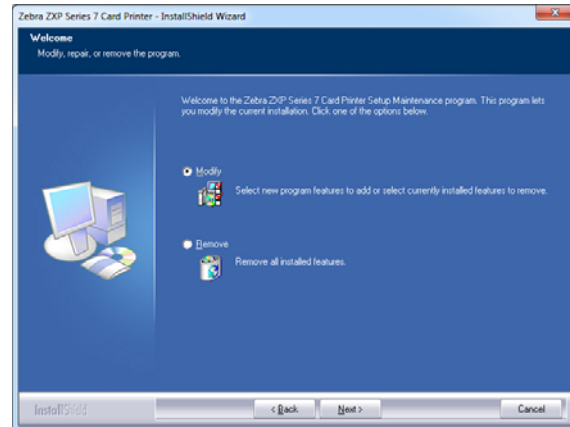 Zebra ZXP Series 7 Card Printer - InstallShield Wizard
Welcome
Modify, repair, or remove the program.
Welcome to the Zebra ZXP Series 7 Card Printer Setup Maintenance program. This program lets
you modify the current installation. Click one of the options below.
Modify
Select new program features to add or select currently installed features to remove.
Remove
Remove all installed features.
InstallShield
< Back
Next >
Cancel